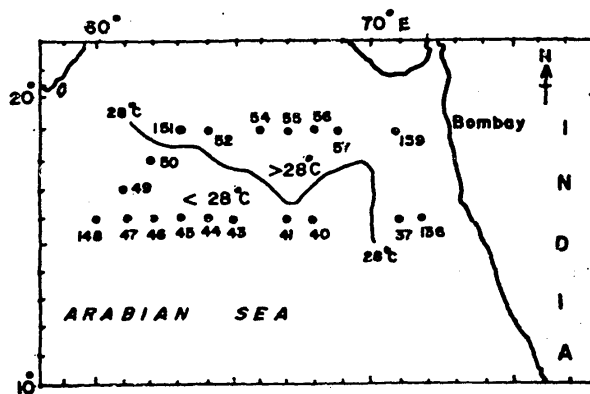 60° 70° E
N
20°
28°C 151 52 54 55 56 57 159 Bombay I
50 >28°C N
49 < 28°C
148 47 46 45 44 43 41 40 37 136 D
28°C
ARABIAN SEA I
A
10°